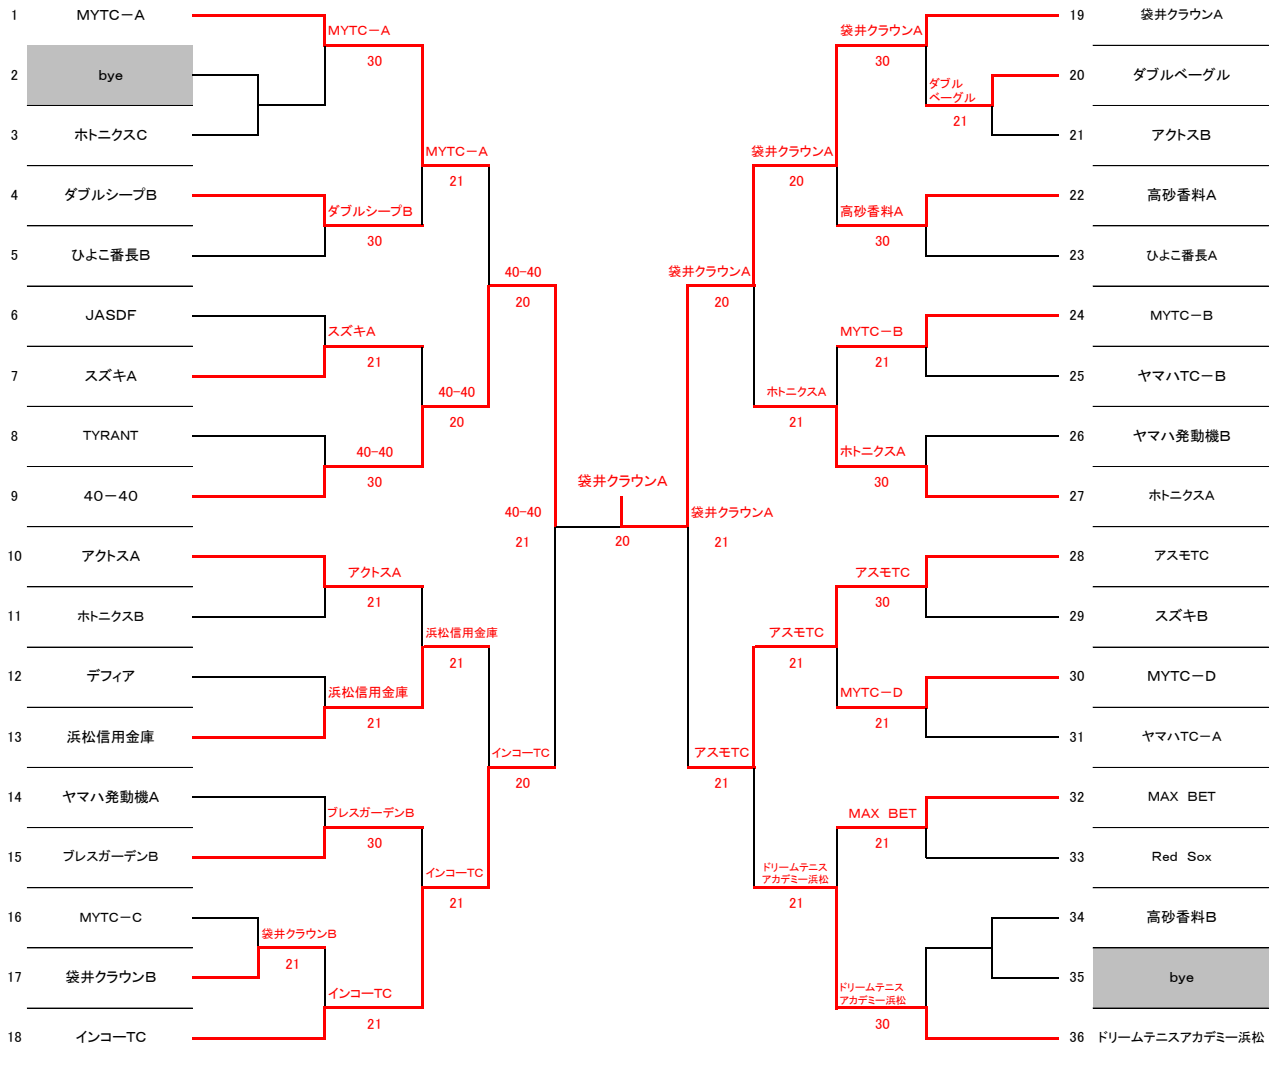 1 MYTC－A
2 bye
3 ホトニクスC
4 ダブルシープB
5 ひよこ番長B
6 JASDF
7 スズキA
8 TYRANT
9 40－40
10 アクトスA
11 ホトニクスB
12 デフィア
13 浜松信用金庫
14 ヤマハ発動機A
15 ブレスガーデンB
16 MYTC－C
17 袋井クラウンB
18 インコーTC
MYTC－A
30
ダブルシープB
30
スズキA
21
40-40
30
アクトスA
21
浜松信用金庫
21
ブレスガーデンB
30
袋井クラウンB
21
インコーTC
21
MYTC－A
21
40-40
20
浜松信用金庫
21
インコーTC
21
40-40
20
インコーTC
20
40-40
21
袋井クラウンA
20
袋井クラウンA
21
袋井クラウンA
20
アスモTC
21
袋井クラウンA
20
ホトニクスA
21
アスモTC
21
ドリームテニス
アカデミー浜松
21
袋井クラウンA
30
ダブル
ベーグル
21
高砂香料A
30
MYTC－B
21
ホトニクスA
30
アスモTC
30
MYTC－D
21
MAX BET
21
ドリームテニス
アカデミー浜松
30
19 袋井クラウンA
20 ダブルベーグル
21 アクトスB
22 高砂香料A
23 ひよこ番長A
24 MYTC－B
25 ヤマハTC－B
26 ヤマハ発動機B
27 ホトニクスA
28 アスモTC
29 スズキB
30 MYTC－D
31 ヤマハTC－A
32 MAX BET
33 Red Sox
34 高砂香料B
35 bye
36 ドリームテニスアカデミー浜松